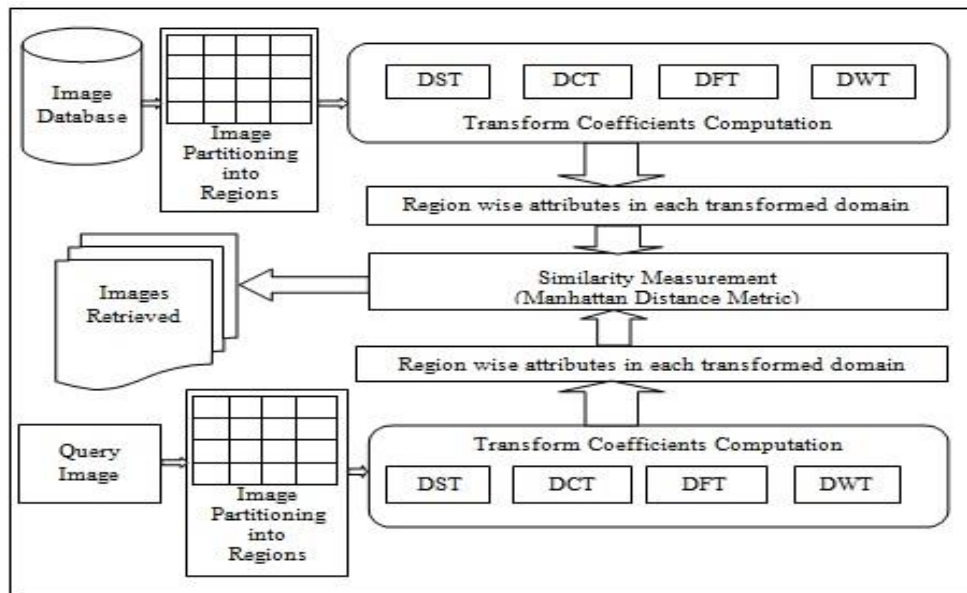 Image
Database
Image
Partitioning
into
Regions
DST
DCT
DFT
DWT
Transform Coefficients Computation
Region wise attributes in each transformed domain
Similarity Measurement
(Manhattan Distance Metric)
Images
Retrieved
Region wise attributes in each transformed domain
Query
Image
Image
Partitioning
into
Regions
Transform Coefficients Computation
DST
DCT
DFT
DWT